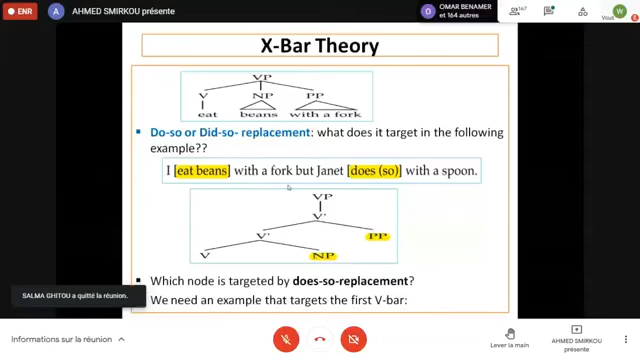 ENR
A
AHMED SMIRKOU présente
O
OMAR BENAMER
et 164 autres
167
W
Vous
X-Bar Theory
VP
V NP PP
eat beans with a fork
▪ Do-so or Did-so- replacement: what does it target in the following
example??
I [eat beans] with a fork but Janet [does (so)] with a spoon.
VP
V'
V' PP
V NP
▪ Which node is targeted by does-so-replacement?
▪ We need an example that targets the first V-bar:
SALMA GHITOU a quitté la réunion.
Informations sur la réunion
Lever la main
AHMED SMIRKOU
présente